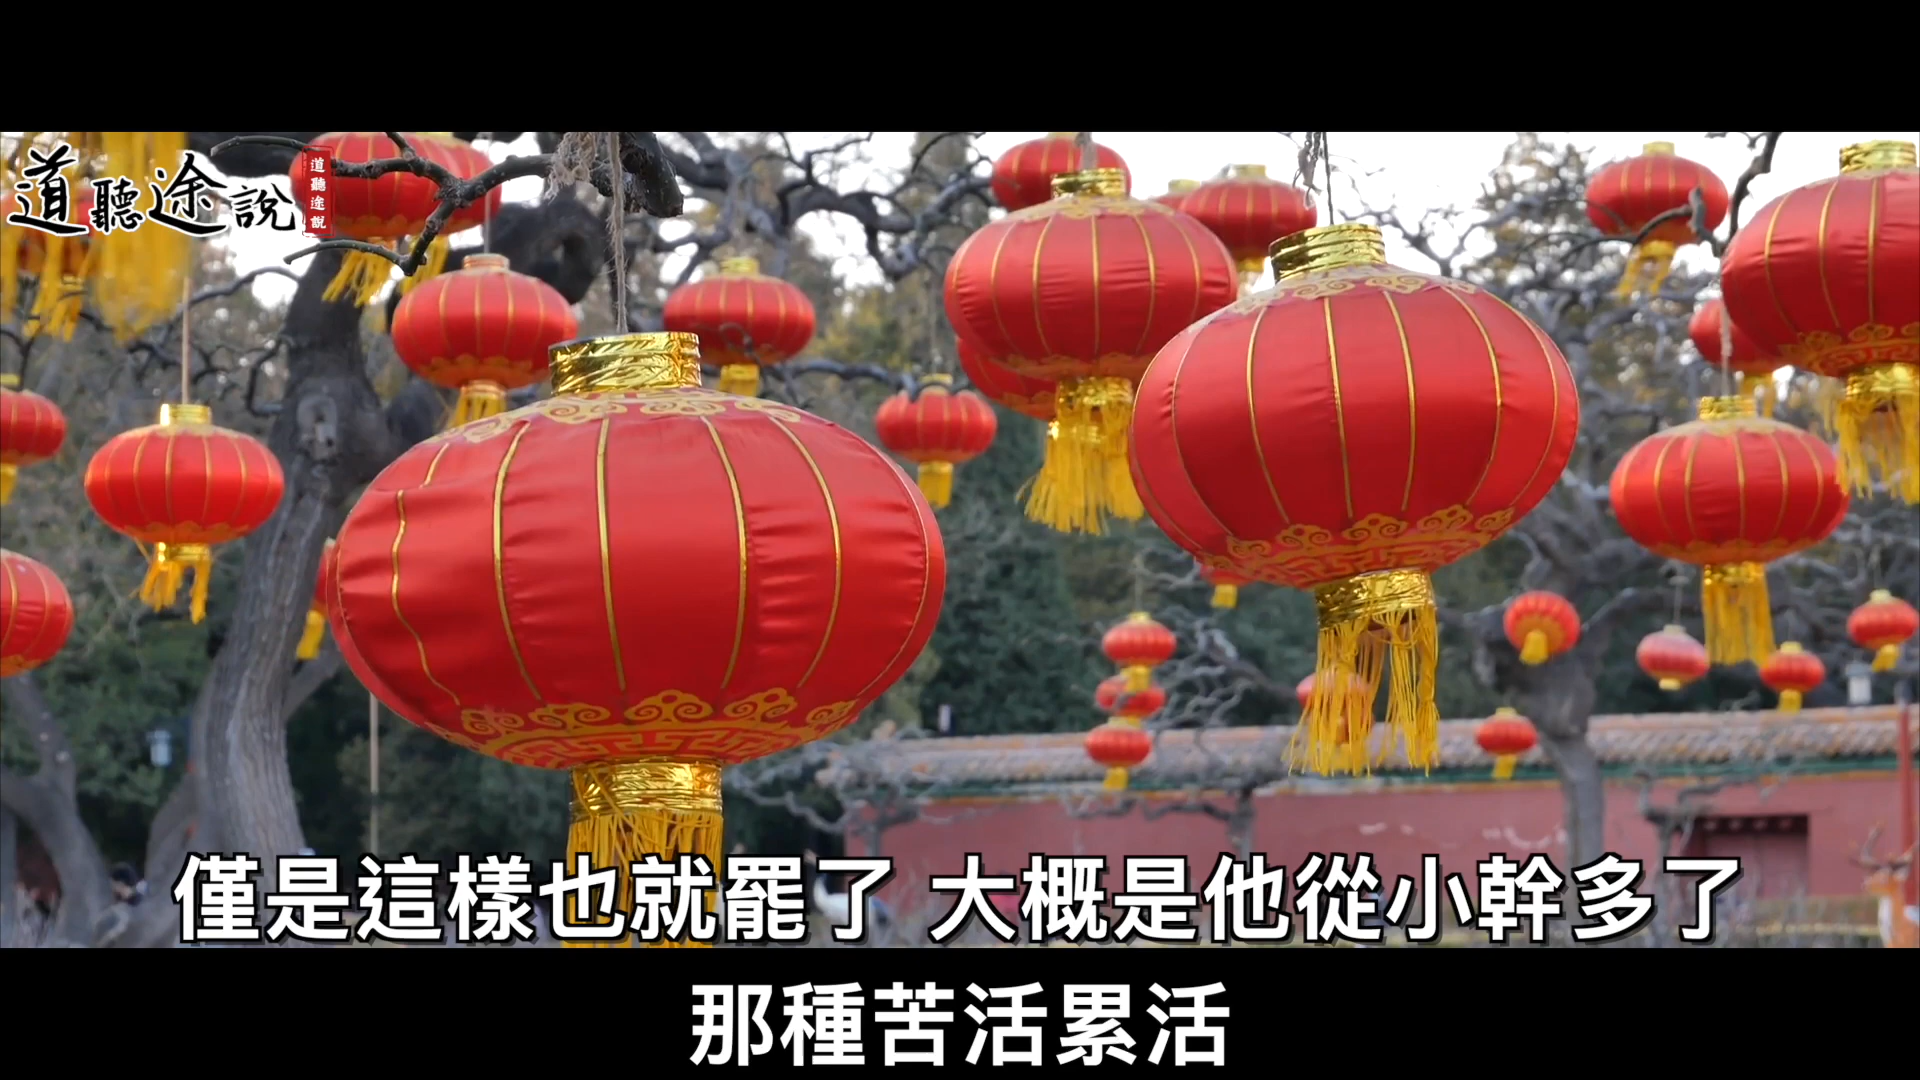 道聽途說
道聽途說
僅是這樣也就罷了 大概是他從小幹多了
那種苦活累活